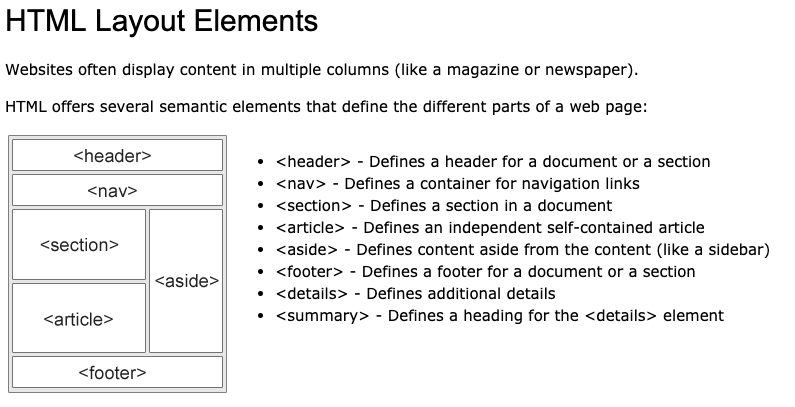 HTML Layout Elements
Websites often display content in multiple columns (like a magazine or newspaper).
HTML offers several semantic elements that define the different parts of a web page:
<header>
<nav>
<section>
<aside>
<article>
<footer>
• <header> - Defines a header for a document or a section
• <nav> - Defines a container for navigation links
• <section> - Defines a section in a document
• <article> - Defines an independent self-contained article
• <aside> - Defines content aside from the content (like a sidebar)
• <footer> - Defines a footer for a document or a section
• <details> - Defines additional details
• <summary> - Defines a heading for the <details> element